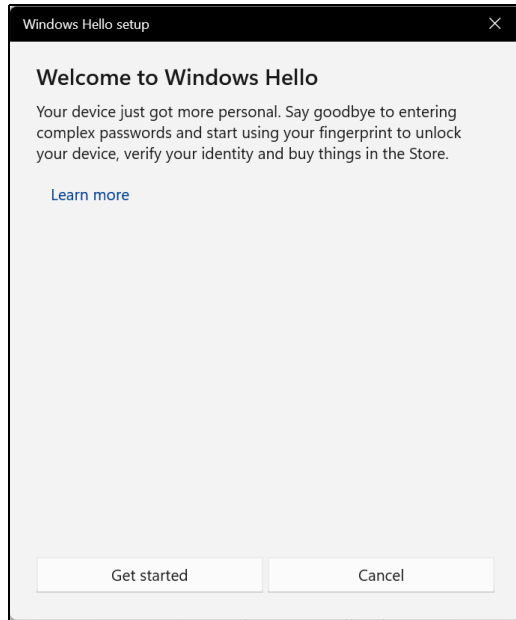 Windows Hello setup
Welcome to Windows Hello
Your device just got more personal. Say goodbye to entering
complex passwords and start using your fingerprint to unlock
your device, verify your identity and buy things in the Store.
Learn more
Get started
Cancel